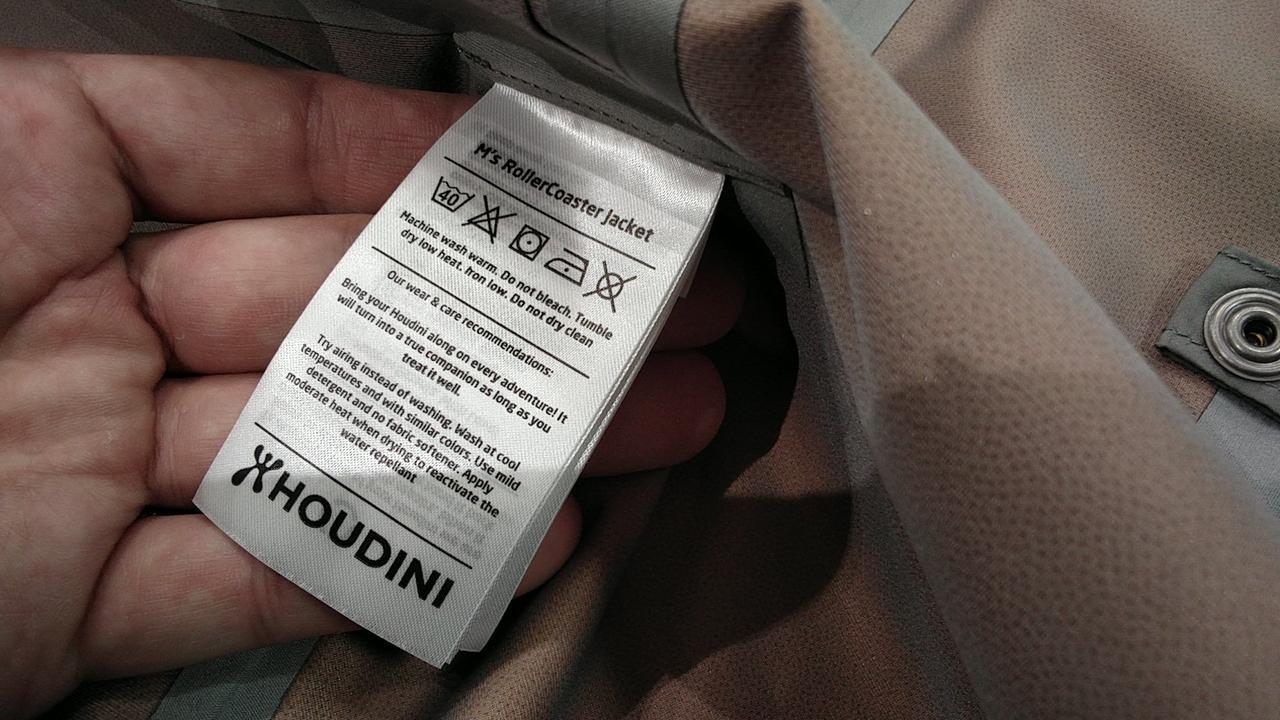 M's RollerCoaster Jacket
40
Machine wash warm. Do not bleach. Tumble
dry low heat. Iron low. Do not dry clean
Our wear & care recommendations:
Bring your Houdini along on every adventure! It
will turn into a true companion as long as you
treat it well.
Try airing instead of washing. Wash at cool
temperatures and with similar colors. Use mild
detergent and no fabric softener. Apply
moderate heat when drying to reactivate the
water repellant
HOUDINI